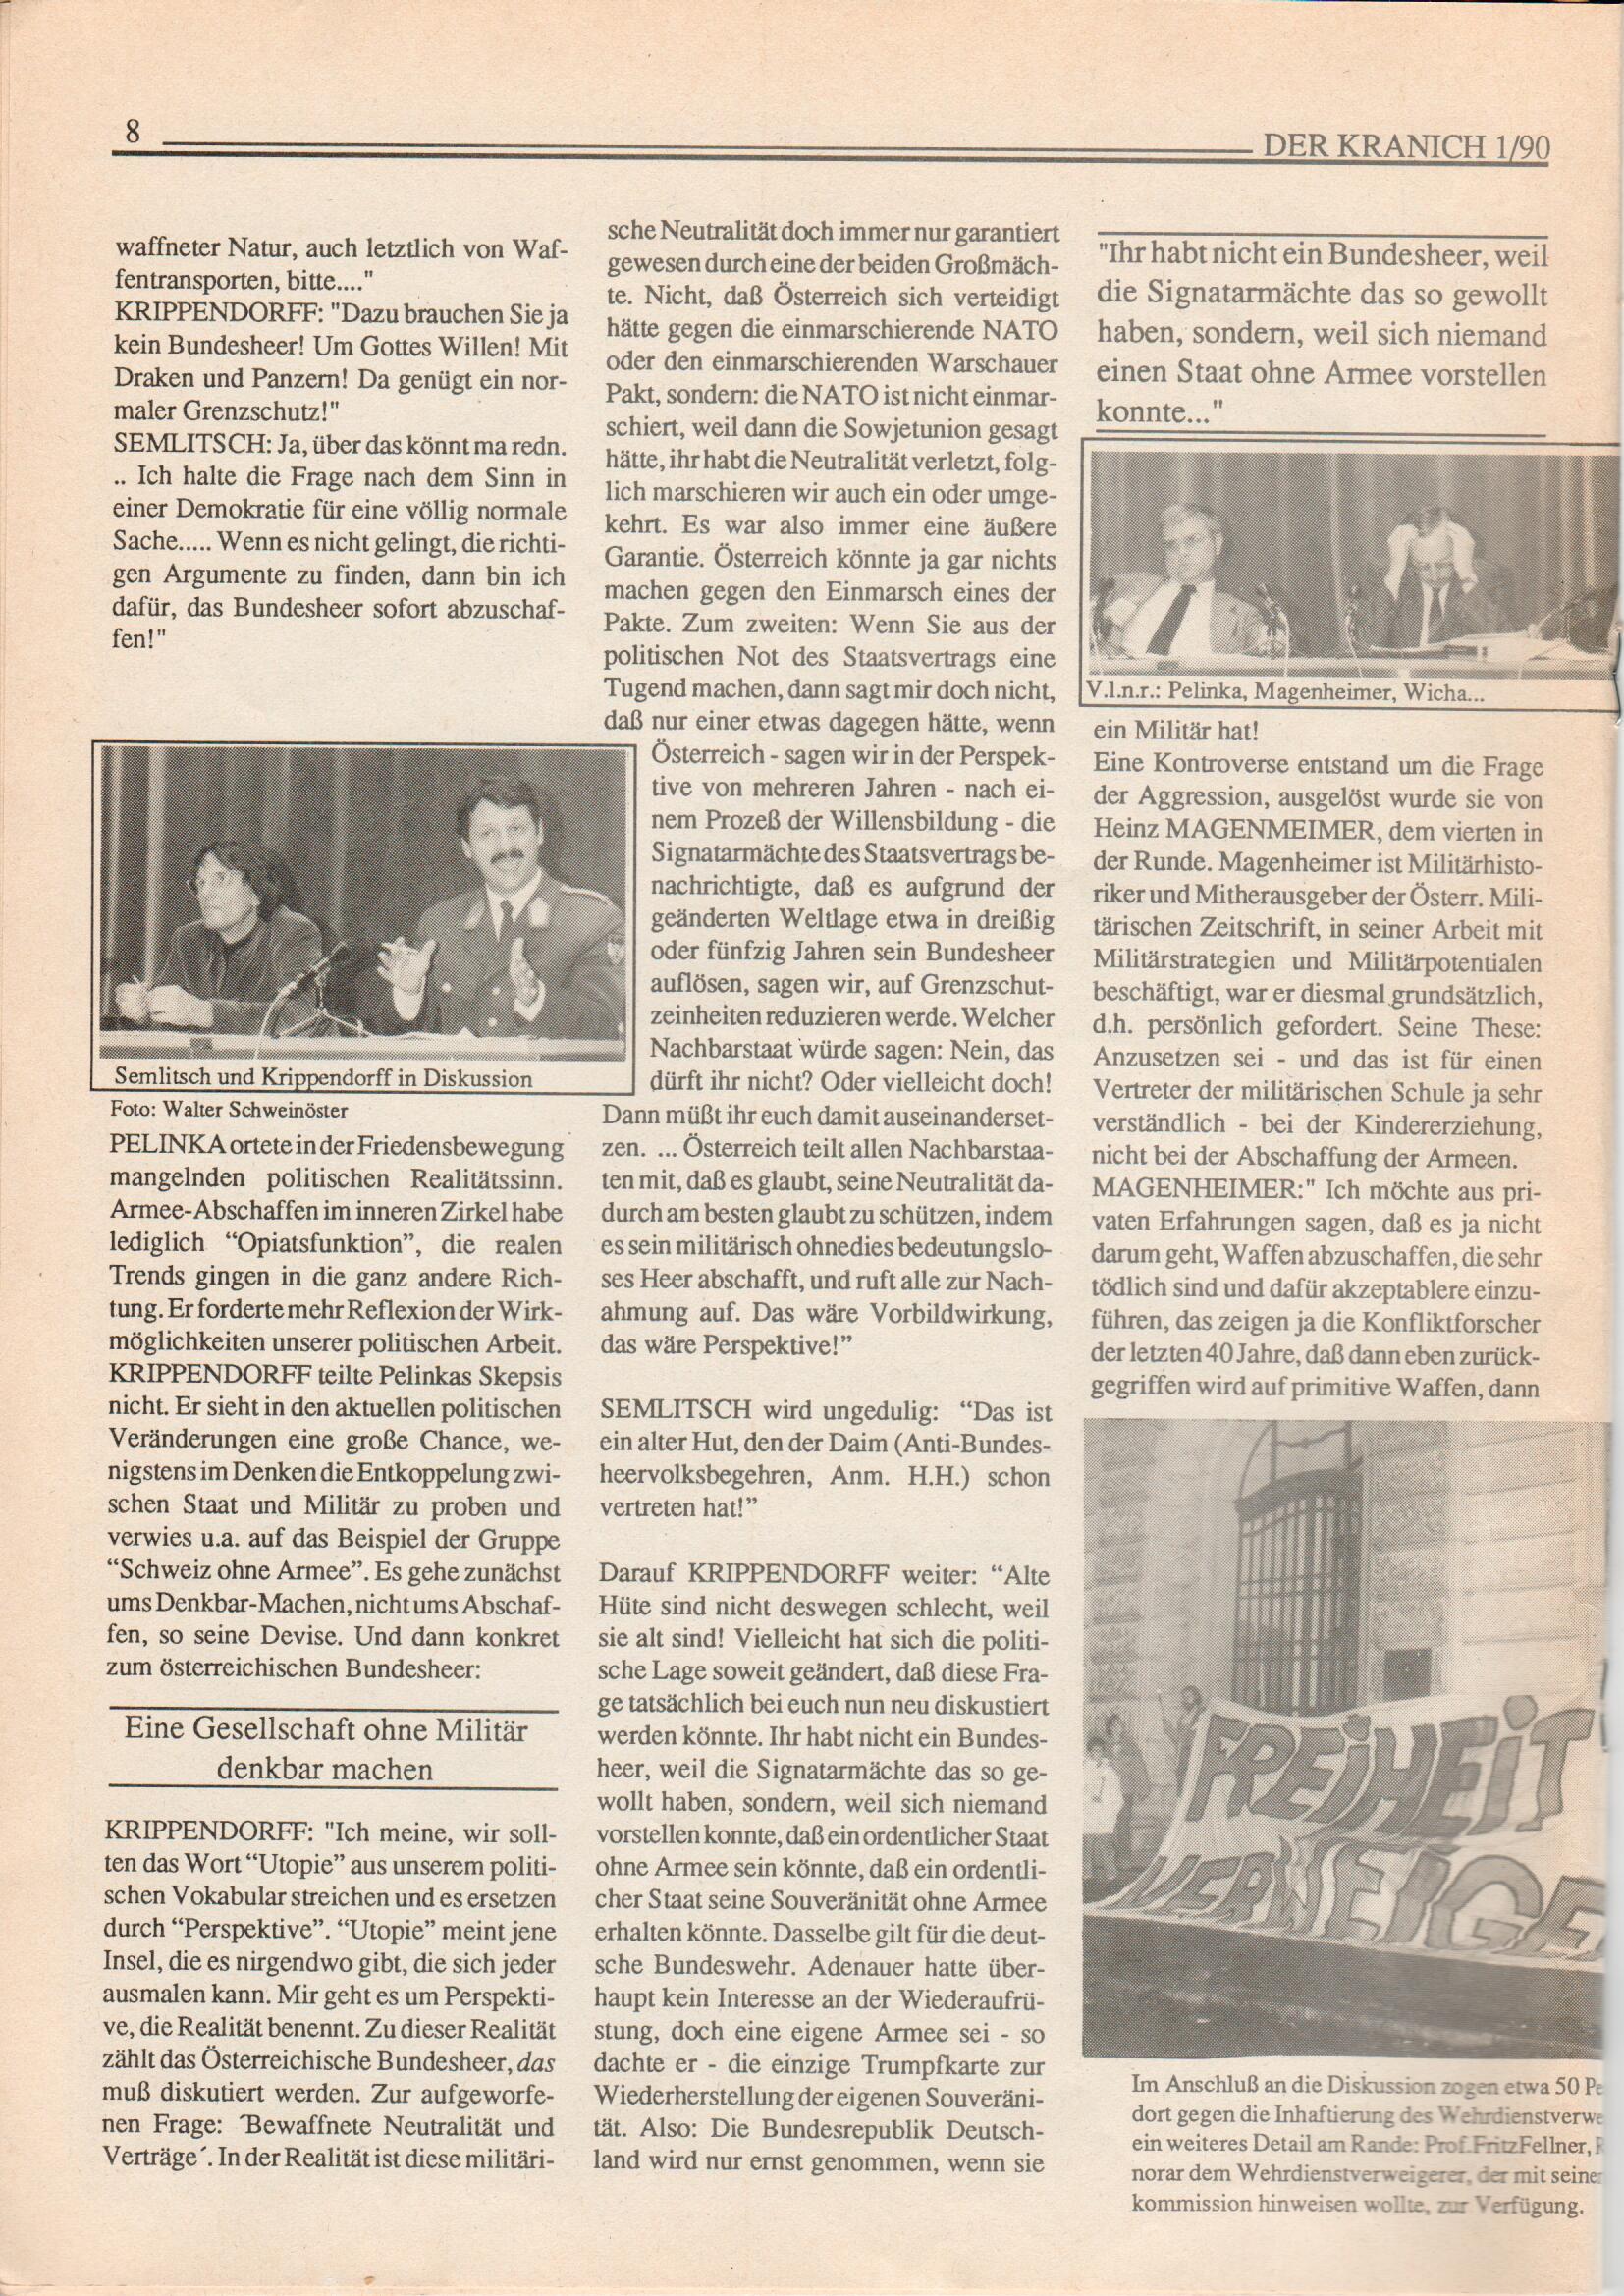 8
DER KRANICH 1/90
waffneter Natur, auch letztlich von Waf-
fentransporten, bitte...."
KRIPPENDORFF: "Dazu brauchen Sie ja
kein Bundesheer! Um Gottes Willen! Mit
Draken und Panzern! Da genügt ein nor-
maler Grenzschutz!"
SEMLITSCH: Ja, über das könnt ma redn.
.. Ich halte die Frage nach dem Sinn in
einer Demokratie für eine völlig normale
Sache..... Wenn es nicht gelingt, die richti-
gen Argumente zu finden, dann bin ich
dafür, das Bundesheer sofort abzuschaf-
fen!"
Semlitsch und Krippendorff in Diskussion
Foto: Walter Schweinöster
PELINKA ortete in der Friedensbewegung
mangelnden politischen Realitätssinn.
Armee-Abschaffen im inneren Zirkel habe
lediglich “Opiatsfunktion”, die realen
Trends gingen in die ganz andere Rich-
tung. Er forderte mehr Reflexion der Wirk-
möglichkeiten unserer politischen Arbeit.
KRIPPENDORFF teilte Pelinkas Skepsis
nicht. Er sieht in den aktuellen politischen
Veränderungen eine große Chance, we-
nigstens im Denken die Entkoppelung zwi-
schen Staat und Militär zu proben und
verwies u.a. auf das Beispiel der Gruppe
“Schweiz ohne Armee”. Es gehe zunächst
ums Denkbar-Machen, nicht ums Abschaf-
fen, so seine Devise. Und dann konkret
zum österreichischen Bundesheer:
Eine Gesellschaft ohne Militär
denkbar machen
KRIPPENDORFF: "Ich meine, wir soll-
ten das Wort “Utopie” aus unserem politi-
schen Vokabular streichen und es ersetzen
durch “Perspektive”. “Utopie” meint jene
Insel, die es nirgendwo gibt, die sich jeder
ausmalen kann. Mir geht es um Perspekti-
ve, die Realität benennt. Zu dieser Realität
zählt das Österreichische Bundesheer, das
muß diskutiert werden. Zur aufgeworfe-
nen Frage: ´Bewaffnete Neutralität und
Verträge´. In der Realität ist diese militäri-
sche Neutralität doch immer nur garantiert
gewesen durch eine der beiden Großmäch-
te. Nicht, daß Österreich sich verteidigt
hätte gegen die einmarschierende NATO
oder den einmarschierenden Warschauer
Pakt, sondern: die NATO ist nicht einmar-
schiert, weil dann die Sowjetunion gesagt
hätte, ihr habt die Neutralität verletzt, folg-
lich marschieren wir auch ein oder umge-
kehrt. Es war also immer eine äußere
Garantie. Österreich könnte ja gar nichts
machen gegen den Einmarsch eines der
Pakte. Zum zweiten: Wenn Sie aus der
politischen Not des Staatsvertrags eine
Tugend machen, dann sagt mir doch nicht,
daß nur einer etwas dagegen hätte, wenn
Österreich - sagen wir in der Perspek-
tive von mehreren Jahren - nach ei-
nem Prozeß der Willensbildung - die
Signatarmächte des Staatsvertrags be-
nachrichtigte, daß es aufgrund der
geänderten Weltlage etwa in dreißig
oder fünfzig Jahren sein Bundesheer
auflösen, sagen wir, auf Grenzschut-
zeinheiten reduzieren werde. Welcher
Nachbarstaat würde sagen: Nein, das
dürft ihr nicht? Oder vielleicht doch!
Dann müßt ihr euch damit auseinanderset-
zen. ... Österreich teilt allen Nachbarstaa-
ten mit, daß es glaubt, seine Neutralität da-
durch am besten glaubt zu schützen, indem
es sein militärisch ohnedies bedeutungslo-
ses Heer abschafft, und ruft alle zur Nach-
ahmung auf. Das wäre Vorbildwirkung,
das wäre Perspektive!”
SEMLITSCH wird ungedulig: “Das ist
ein alter Hut, den der Daim (Anti-Bundes-
heervolksbegehren, Anm. H.H.) schon
vertreten hat!”
Darauf KRIPPENDORFF weiter: “Alte
Hüte sind nicht deswegen schlecht, weil
sie alt sind! Vielleicht hat sich die politi-
sche Lage soweit geändert, daß diese Fra-
ge tatsächlich bei euch nun neu diskustiert
werden könnte. Ihr habt nicht ein Bundes-
heer, weil die Signatarmächte das so ge-
wollt haben, sondern, weil sich niemand
vorstellen konnte, daß ein ordentlicher Staat
ohne Armee sein könnte, daß ein ordentli-
cher Staat seine Souveränität ohne Armee
erhalten könnte. Dasselbe gilt für die deut-
sche Bundeswehr. Adenauer hatte über-
haupt kein Interesse an der Wiederaufrü-
stung, doch eine eigene Armee sei - so
dachte er - die einzige Trumpfkarte zur
Wiederherstellung der eigenen Souveräni-
tät. Also: Die Bundesrepublik Deutsch-
land wird nur ernst genommen, wenn sie
"Ihr habt nicht ein Bundesheer, weil
die Signatarmächte das so gewollt
haben, sondern, weil sich niemand
einen Staat ohne Armee vorstellen
konnte..."
V.l.n.r.: Pelinka, Magenheimer, Wicha...
ein Militär hat!
Eine Kontroverse entstand um die Frage
der Aggression, ausgelöst wurde sie von
Heinz MAGENMEIMER, dem vierten in
der Runde. Magenheimer ist Militärhisto-
riker und Mitherausgeber der Österr. Mili-
tärischen Zeitschrift, in seiner Arbeit mit
Militärstrategien und Militärpotentialen
beschäftigt, war er diesmal grundsätzlich,
d.h. persönlich gefordert. Seine These:
Anzusetzen sei - und das ist für einen
Vertreter der militärischen Schule ja sehr
verständlich - bei der Kindererziehung,
nicht bei der Abschaffung der Armeen.
MAGENHEIMER:" Ich möchte aus pri-
vaten Erfahrungen sagen, daß es ja nicht
darum geht, Waffen abzuschaffen, die sehr
tödlich sind und dafür akzeptablere einzu-
führen, das zeigen ja die Konfliktforscher
der letzten 40 Jahre, daß dann eben zurück-
gegriffen wird auf primitive Waffen, dann
FREiHEiT
VERWEIGE
Im Anschluß an die Diskussion zogen etwa 50 Pe
dort gegen die Inhaftierung des Wehrdienstverwe
ein weiteres Detail am Rande: Prof. Fritz Fellner,
norar dem Wehrdienstverweigerer, der mit seiner
kommission hinweisen wollte, zur Verfügung.